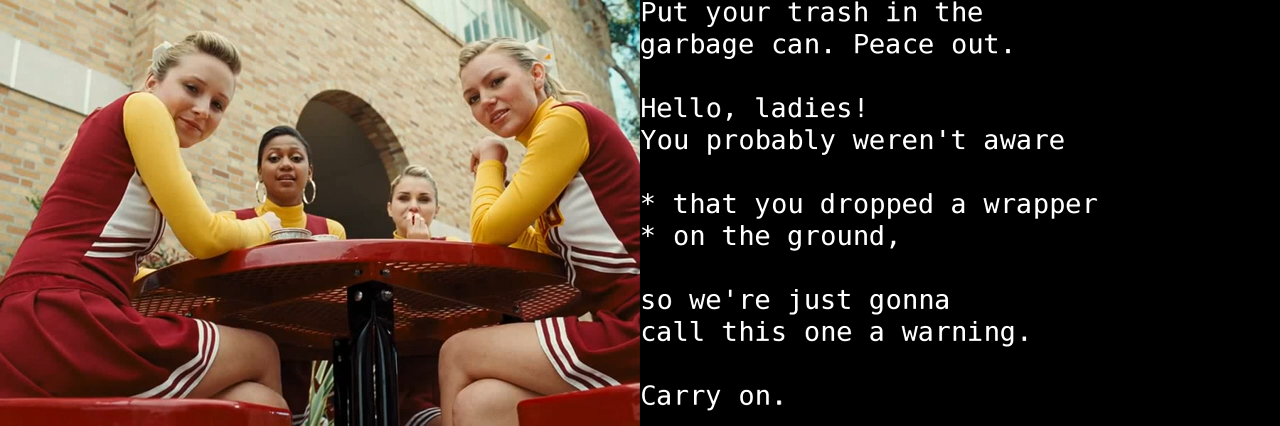 Put your trash in the
garbage can. Peace out.
Hello, ladies!
You probably weren't aware
* that you dropped a wrapper
* on the ground,
so we're just gonna
call this one a warning.
Carry on.